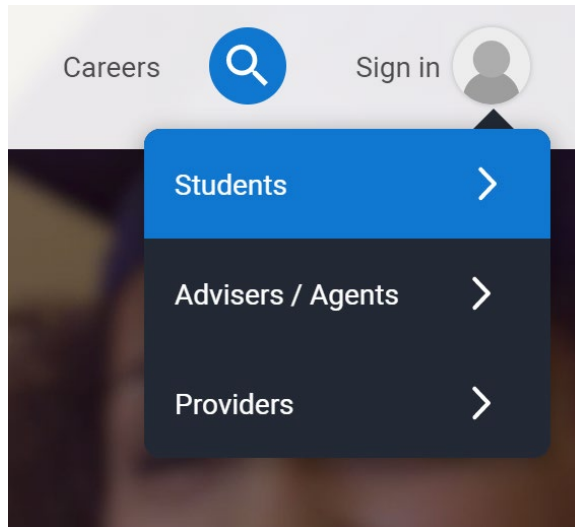 Careers
Sign in
Students
Advisers / Agents
Providers